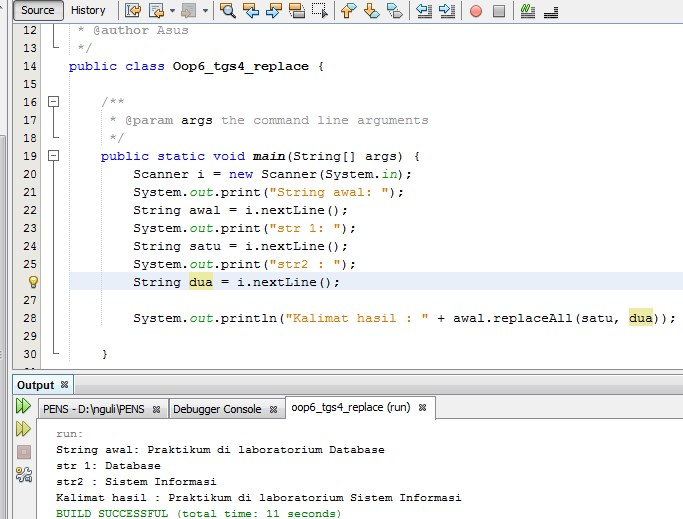 Source History
12 * @author Asus
13 */
14 public class Oop6_tgs4_replace {
15
16 /**
17 * @param args the command line arguments
18 */
19 public static void main(String[] args) {
20 Scanner i = new Scanner(System.in);
21 System.out.print("String awal: ");
22 String awal = i.nextLine();
23 System.out.print("str 1: ");
24 String satu = i.nextLine();
25 System.out.print("str2 : ");
String dua = i.nextLine();
27
28 System.out.println("Kalimat hasil : " + awal.replaceAll(satu, dua));
29
30 }
Output
PENS - D:\nguli\PENS Debugger Console oop6_tgs4_replace (run)
run:
String awal: Praktikum di laboratorium Database
str 1: Database
str2 : Sistem Informasi
Kalimat hasil : Praktikum di laboratorium Sistem Informasi
BUILD SUCCESSFUL (total time: 11 seconds)